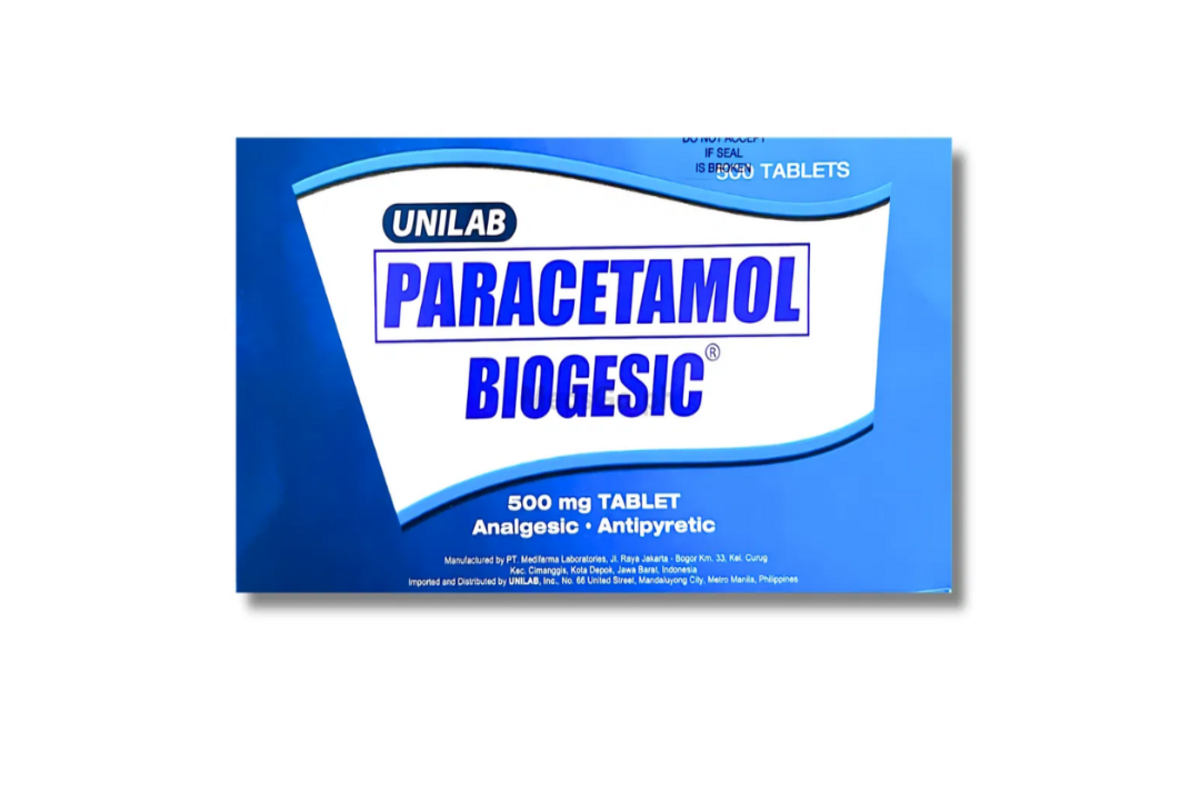 DO NOT ACCEPT
IF SEAL
IS BROKEN
500 TABLETS
UNILAB
PARACETAMOL
BIOGESIC®
500 mg TABLET
Analgesic • Antipyretic
Manufactured by PT. Medifarma Laboratories, Jl. Raya Jakarta - Bogor Km. 33, Kel. Curug
Kec. Cimanggis, Kota Depok, Jawa Barat, Indonesia
Imported and Distributed by UNILAB, Inc., No. 66 United Street, Mandaluyong City, Metro Manila, Philippines